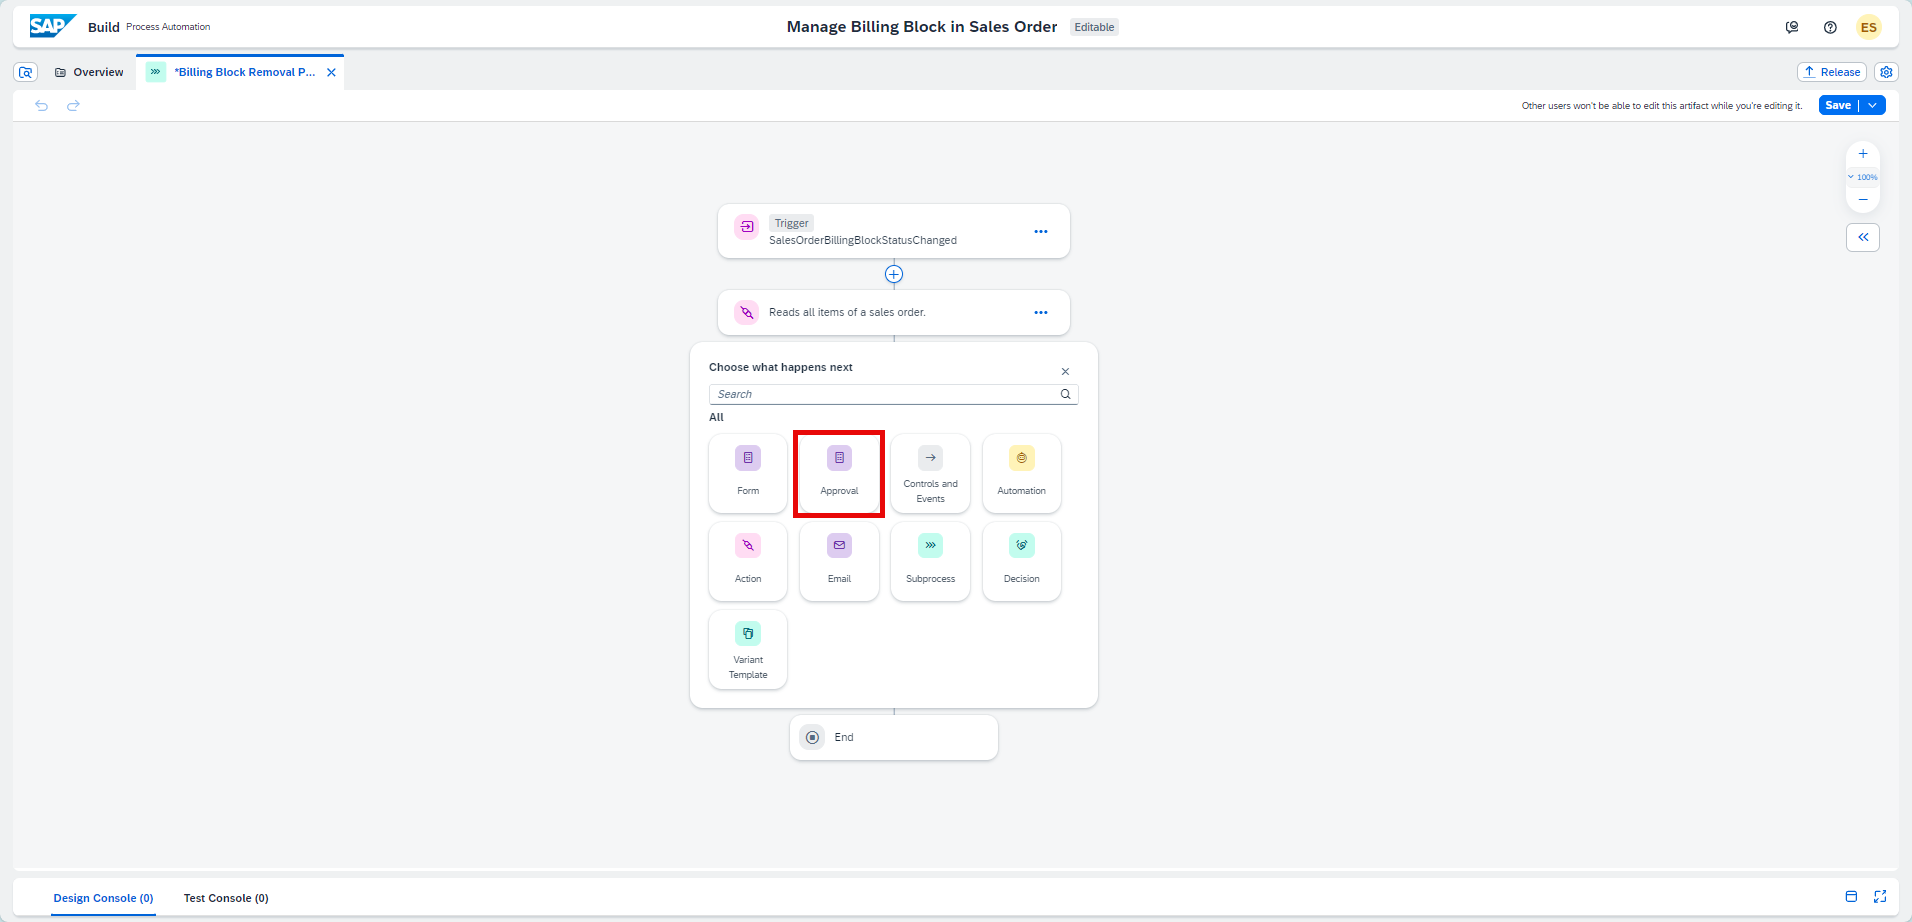 SAP Build Process Automation
Manage Billing Block in Sales Order Editable
ES
Overview
*Billing Block Removal P...
Release
Other users won't be able to edit this artifact while you're editing it.
Save
100%
Trigger
SalesOrderBillingBlockStatusChanged
Reads all items of a sales order.
Choose what happens next
Search
All
Form
Approval
Controls and
Events
Automation
Action
Email
Subprocess
Decision
Variant
Template
End
Design Console (0)
Test Console (0)